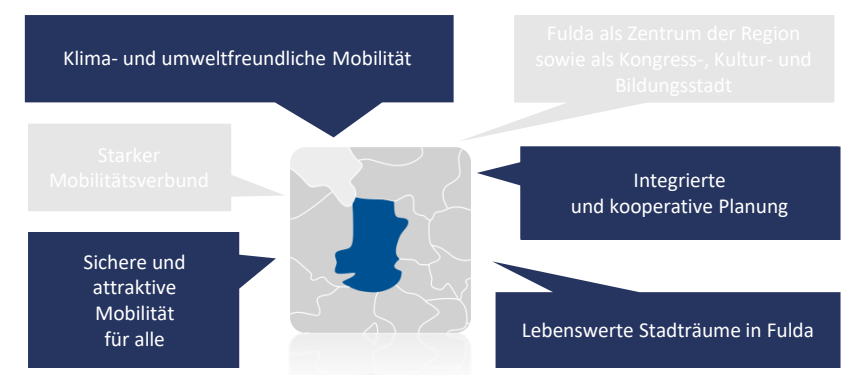 Klima- und umweltfreundliche Mobilität
Fulda als Zentrum der Region
sowie als Kongress-, Kultur- und
Bildungsstadt
Starker
Mobilitätsverbund
Integrierte
und kooperative Planung
Sichere und
attraktive
Mobilität
für alle
Lebenswerte Stadträume in Fulda